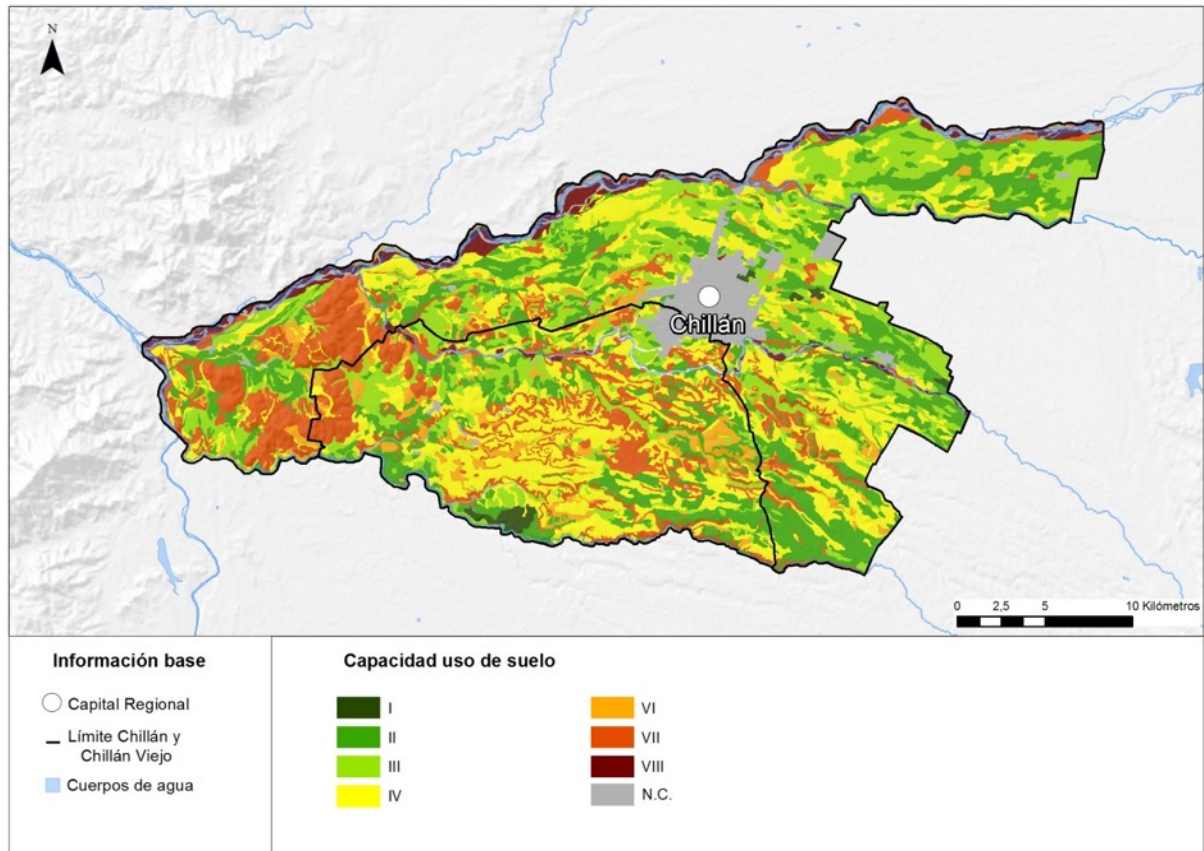 N
Chillán
0 2,5 5 10 Kilómetros
Información base
Capital Regional
Límite Chillán y
Chillán Viejo
Cuerpos de agua
Capacidad uso de suelo
I
II
III
IV
VI
VII
VIII
N.C.